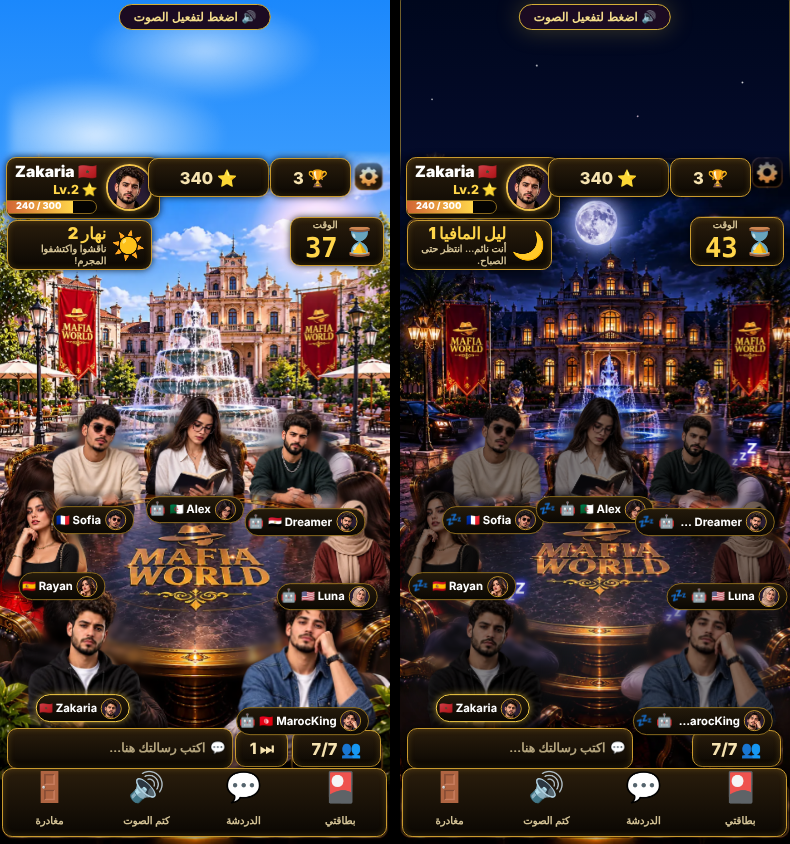 اضغط لتفعيل الصوت
Zakaria
Lv.2
240 / 300
340
3
نهار 2
ناقشوا واكتشفوا المجرم!
الوقت
37
MAFIA WORLD
MAFIA WORLD
Sofia
Alex
Dreamer
MAFIA WORLD
Rayan
Luna
Zakaria
MarocKing
اكتب رسالتك هنا...
1
7/7
مغادرة
كتم الصوت
الدردشة
بطاقتي
اضغط لتفعيل الصوت
Zakaria
Lv.2
240 / 300
340
3
ليل المافيا 1
أنت نائم... انتظر حتى الصباح.
الوقت
43
MAFIA WORLD
MAFIA WORLD
zZ
Sofia
Alex
Dreamer ...
MAFIA WORLD
Rayan
Z
Luna
Zakaria
...arocKing
اكتب رسالتك هنا...
7/7
مغادرة
كتم الصوت
الدردشة
بطاقتي